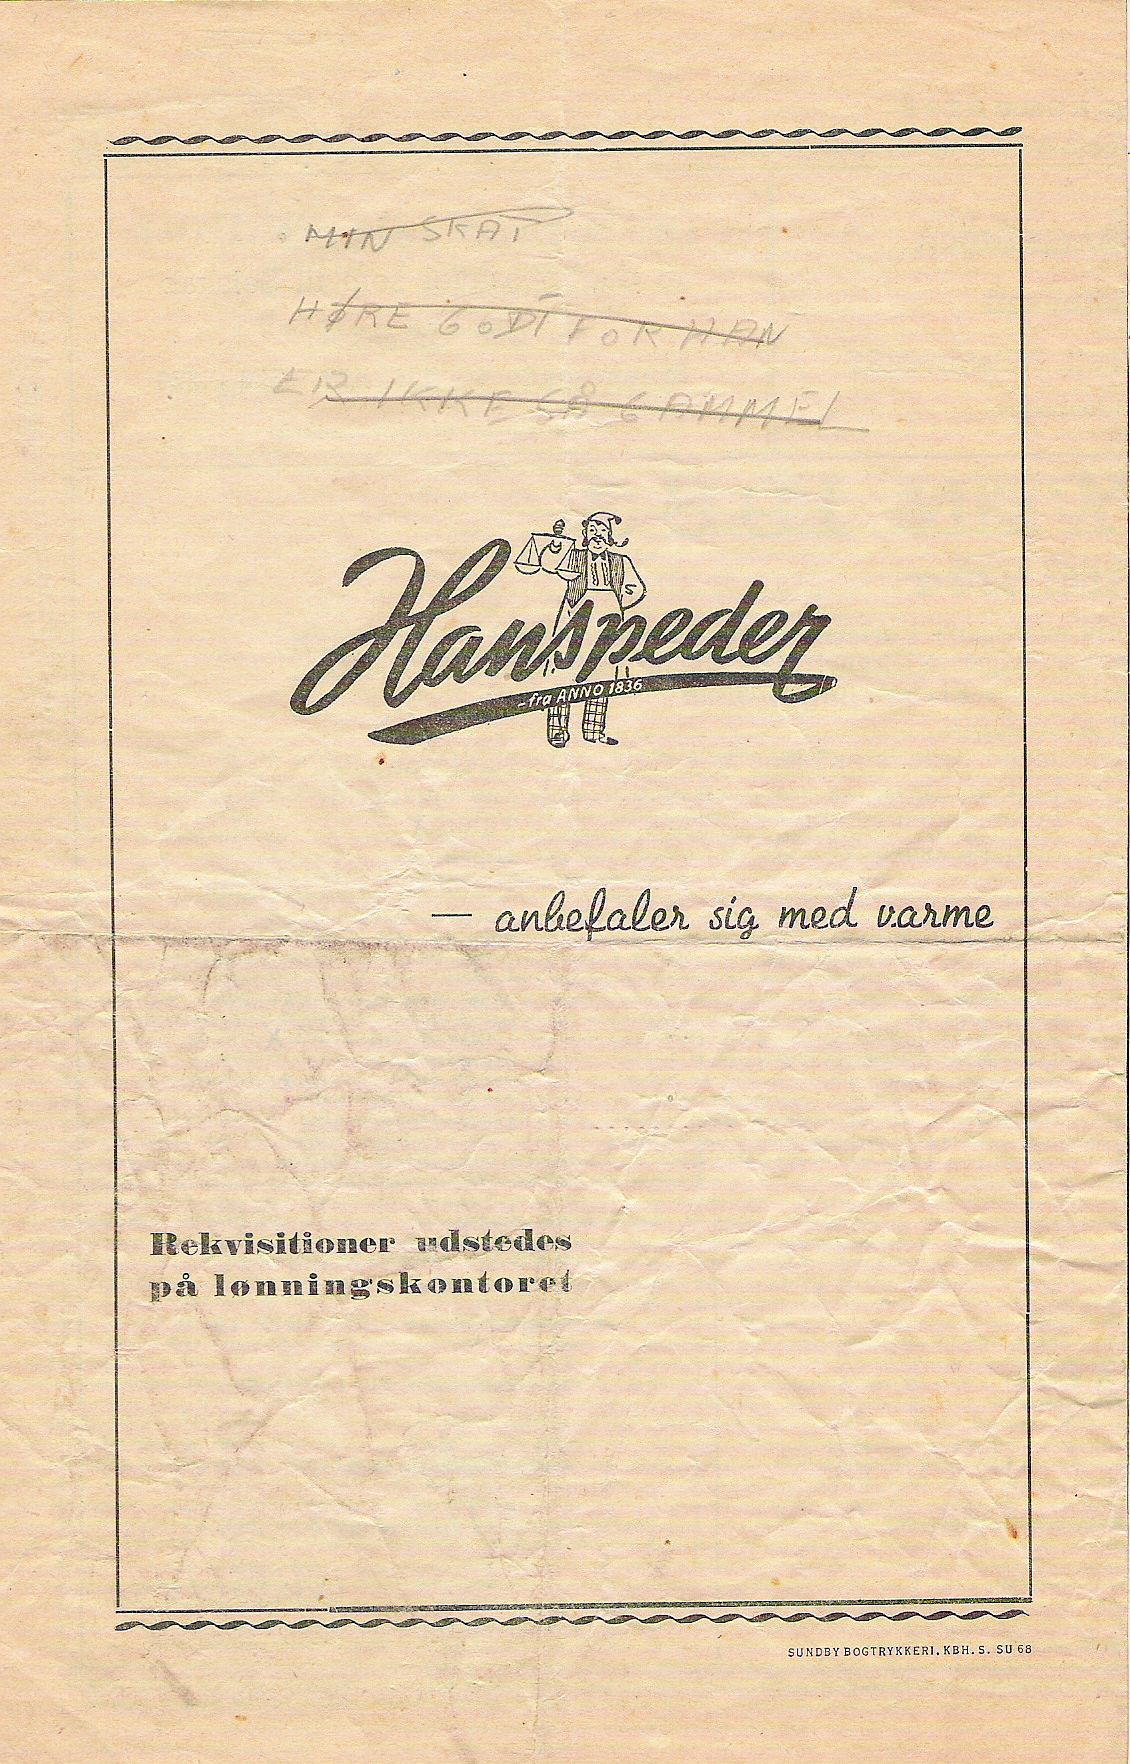 MIN SKAT
HØRE GODT FOR HAN
ER IKKE SÅ GAMMEL
Hanspeder
- fra ANNO 1836
— anbefaler sig med varme
Rekvisitioner udstedes
på lønningskontoret
SUNDBY BOGTRYKKERI. KBH. S. SU 68